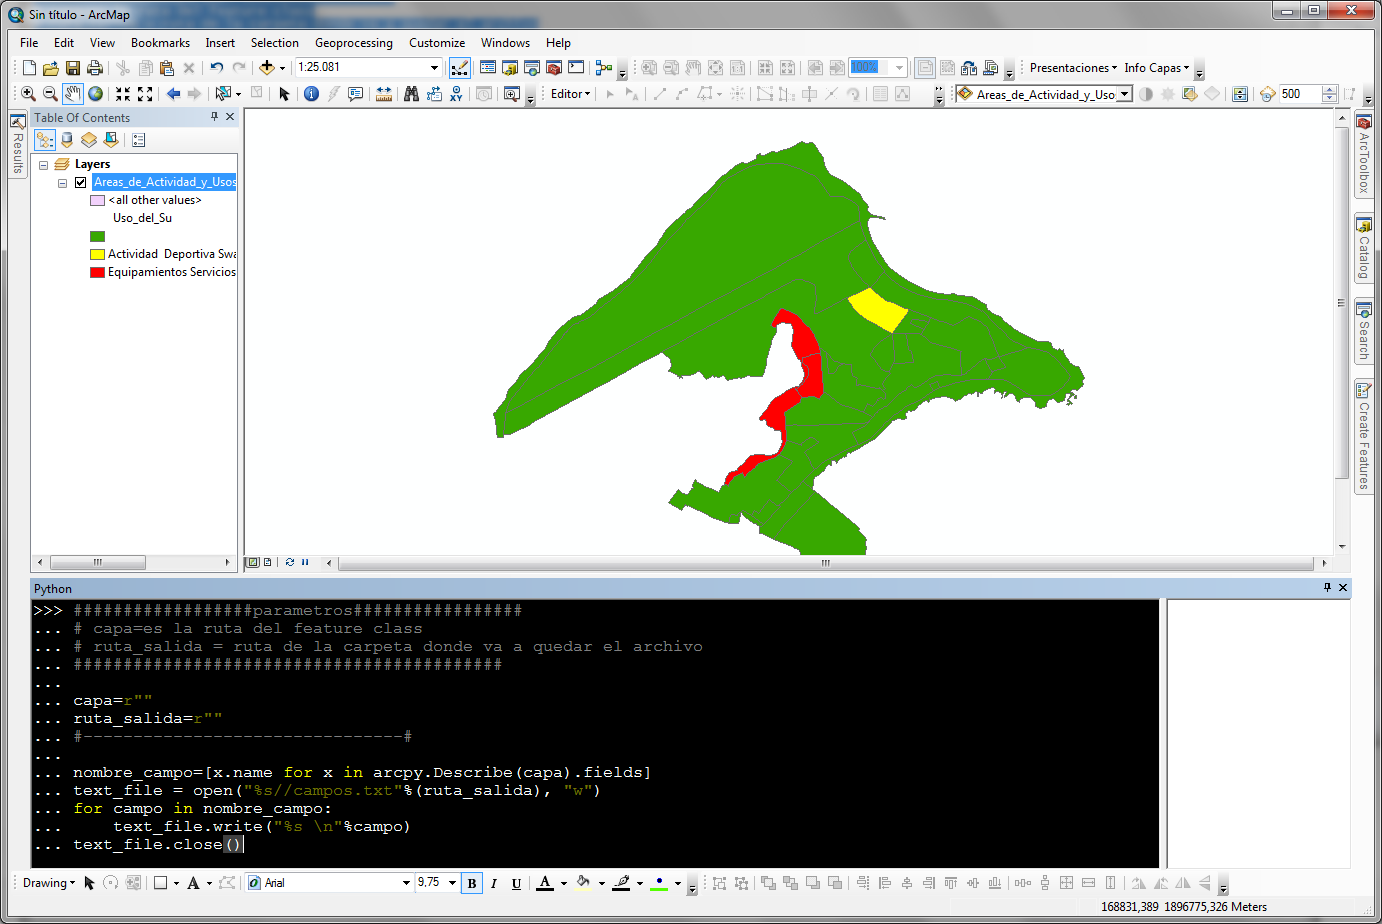 Sin título - ArcMap
File Edit View Bookmarks Insert Selection Geoprocessing Customize Windows Help
1:25.081
100%
Presentaciones
Info Capas
Editor
Areas_de_Actividad_y_Uso
500
Results
Table Of Contents
Layers
Areas_de_Actividad_y_Usos
<all other values>
Uso_del_Su
Actividad  Deportiva Swa
Equipamientos Servicios
ArcToolbox
Catalog
Search
Create Features
Python
>>> ##################parametros#################
... # capa=es la ruta del feature class
... # ruta_salida = ruta de la carpeta donde va a quedar el archivo
... ###########################################
...
... capa=r""
... ruta_salida=r""
... #--------------------------------#
...
... nombre_campo=[x.name for x in arcpy.Describe(capa).fields]
... text_file = open("%s//campos.txt"%(ruta_salida), "w")
... for campo in nombre_campo:
...     text_file.write("%s \n"%campo)
... text_file.close()
Drawing
A
Arial
9,75
B I U A
168831,389 1896775,326 Meters